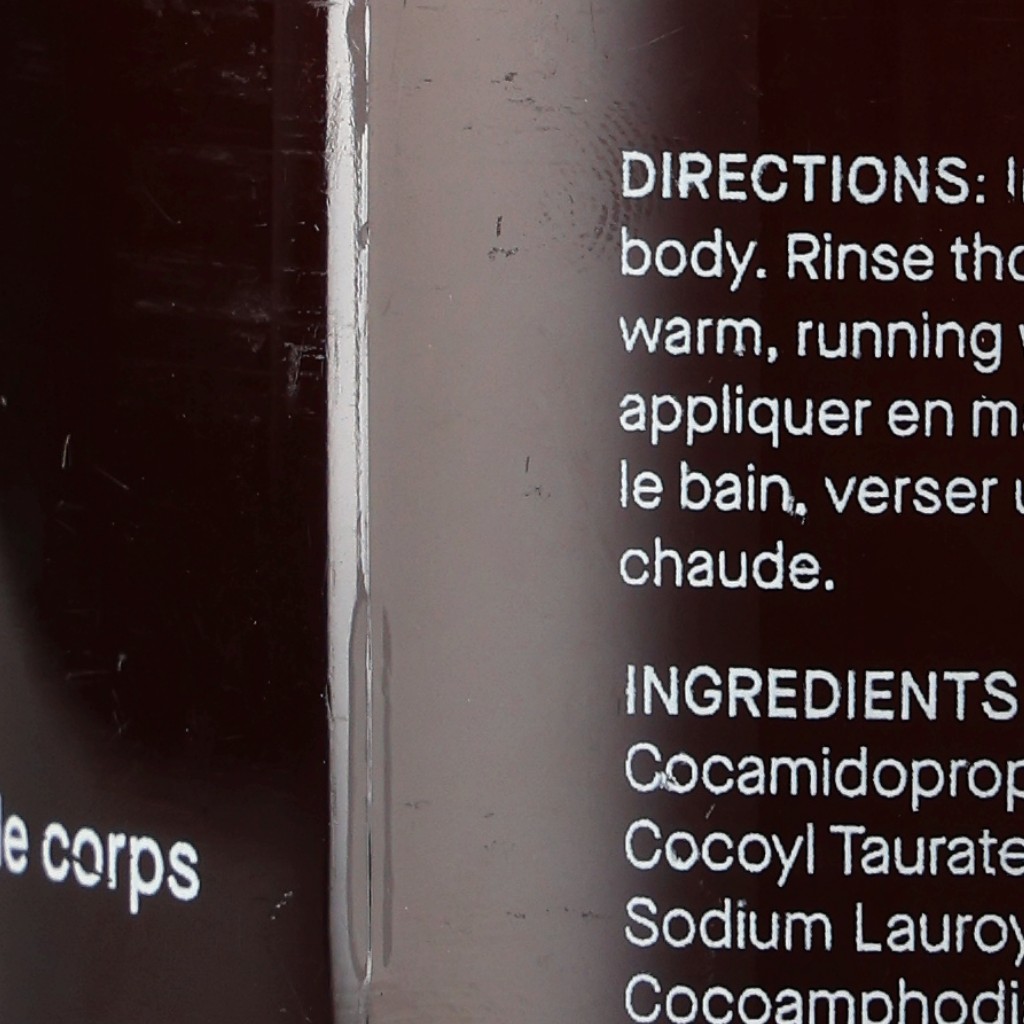 DIRECTIONS:
body. Rinse
warm, running
appliquer en
le bain, verser
chaude.
INGREDIENTS
Cocoyl Taurate
Sodium
corps